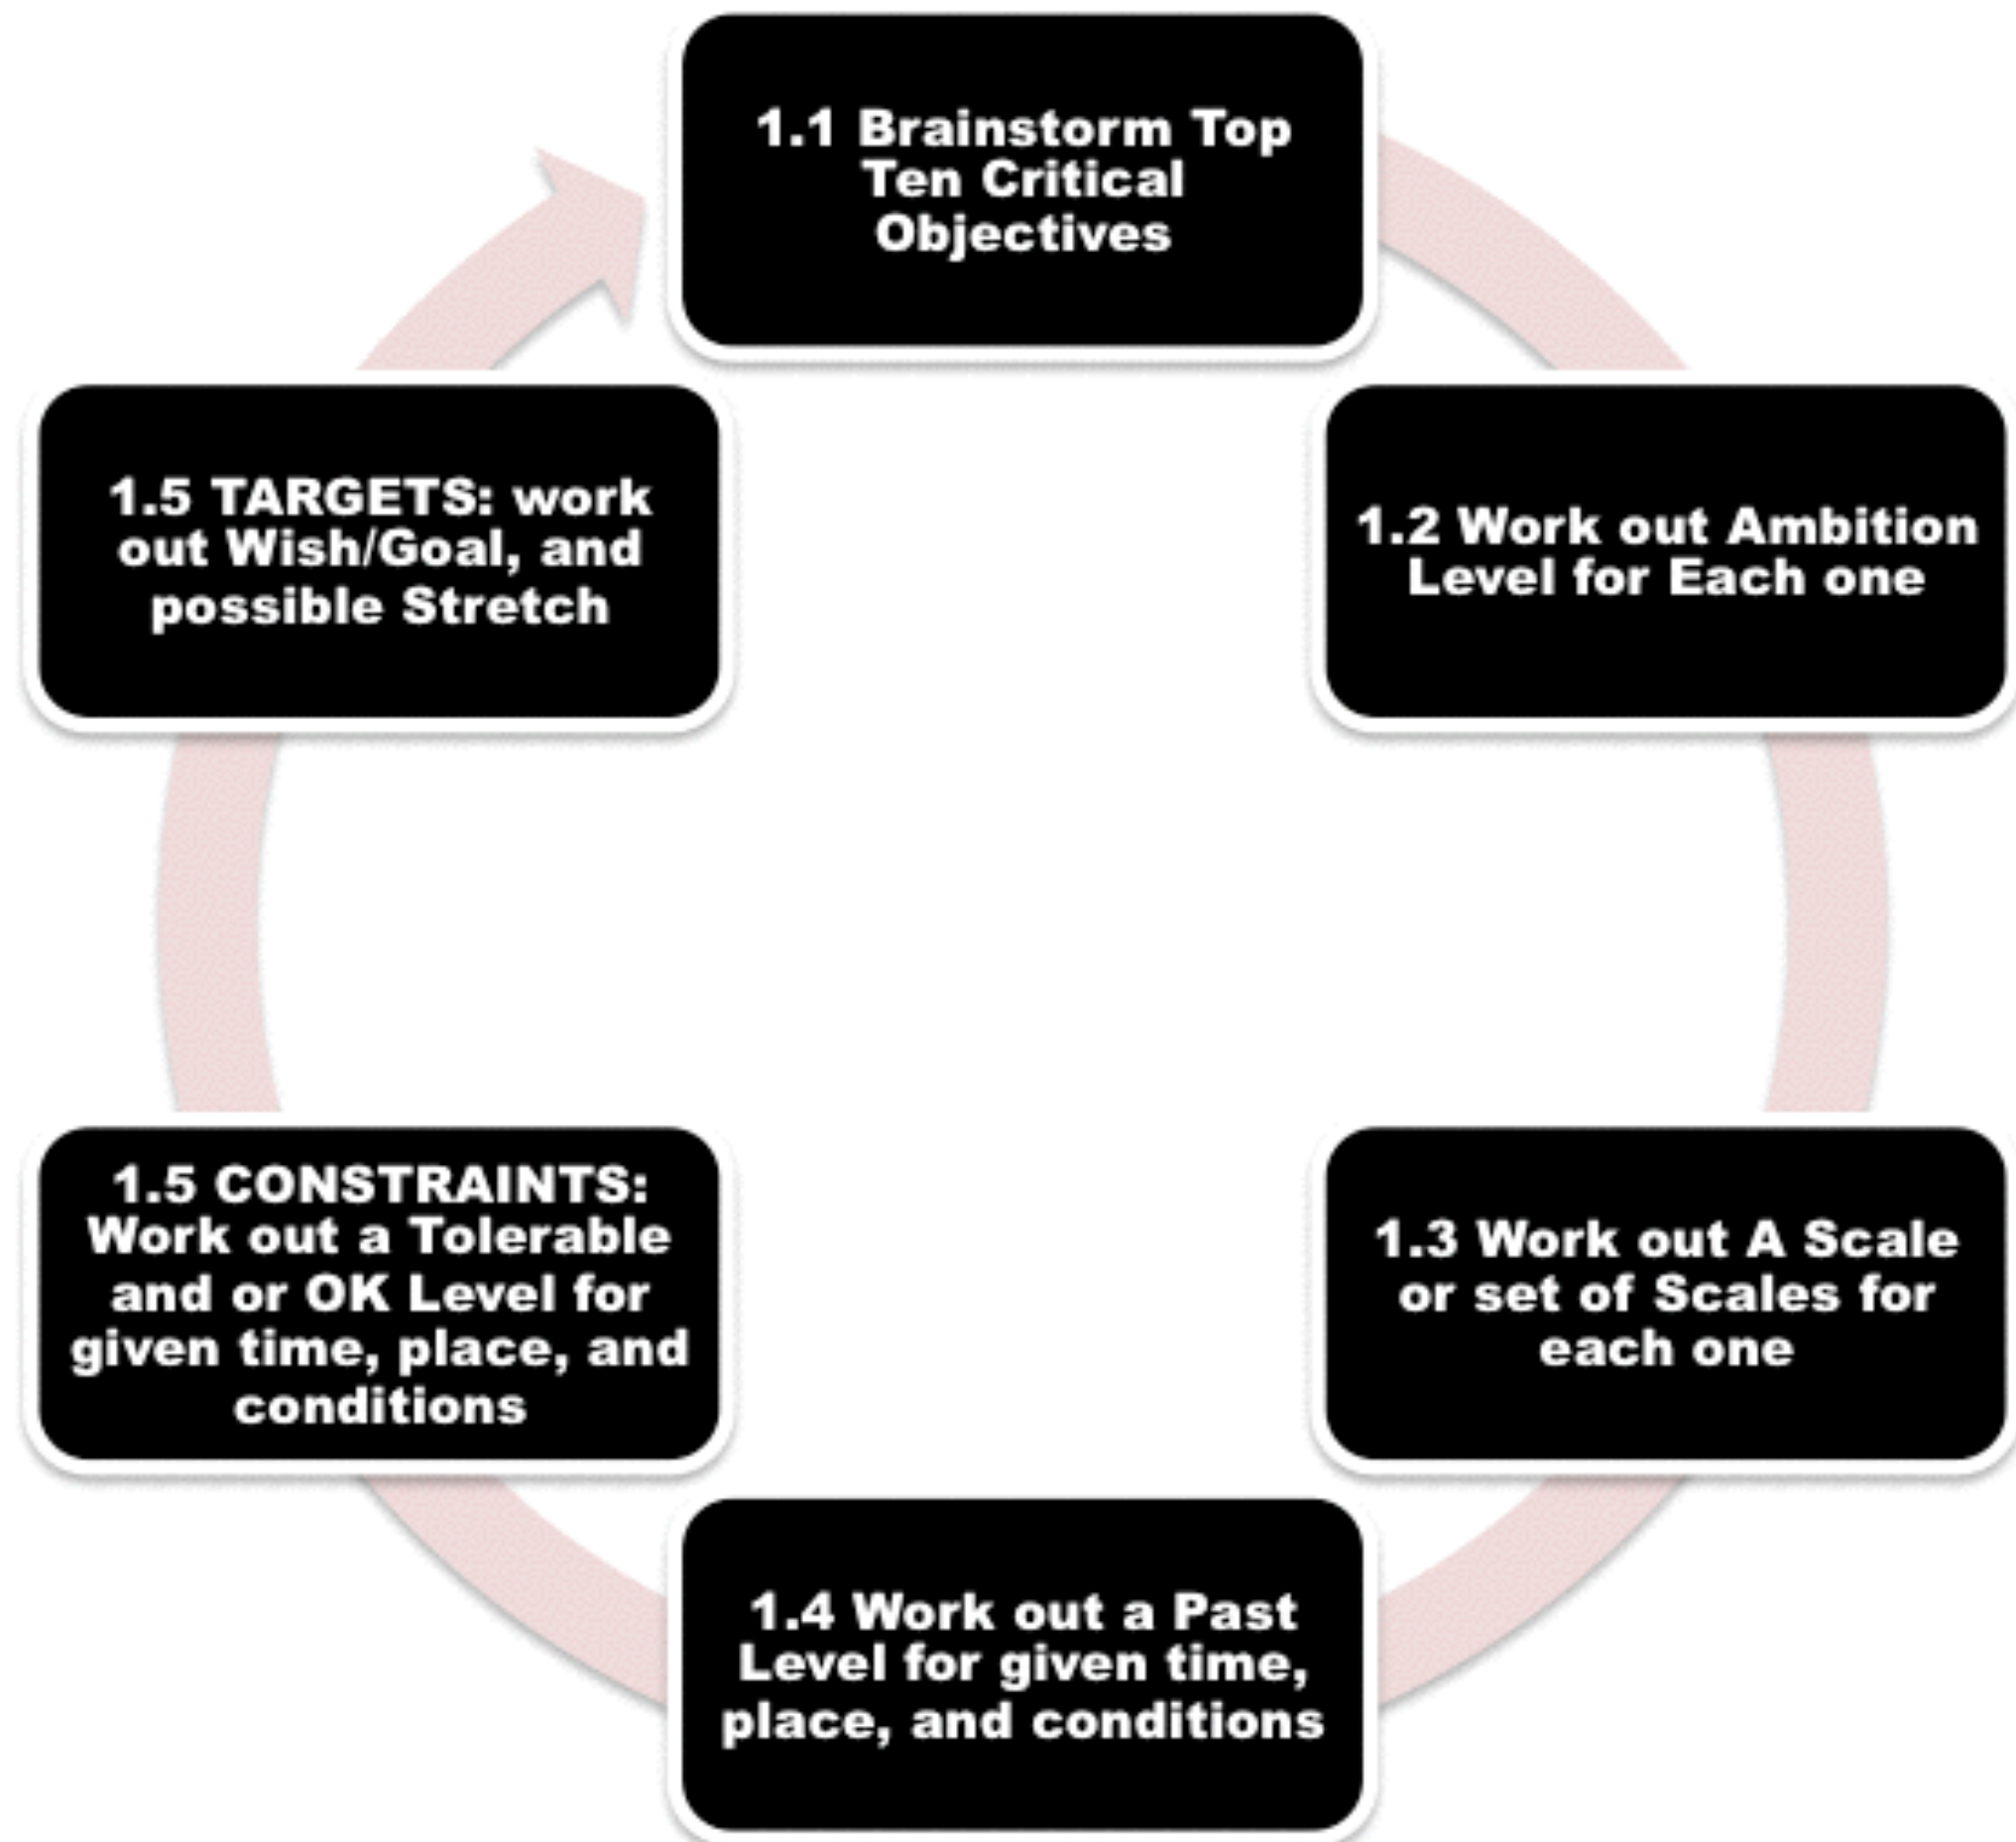 1.1 Brainstorm Top
Ten Critical
Objectives
1.2 Work out Ambition
Level for Each one
1.3 Work out A Scale
or set of Scales for
each one
1.4 Work out a Past
Level for given time,
place, and conditions
1.5 CONSTRAINTS:
Work out a Tolerable
and or OK Level for
given time, place, and
conditions
1.5 TARGETS: work
out Wish/Goal, and
possible Stretch